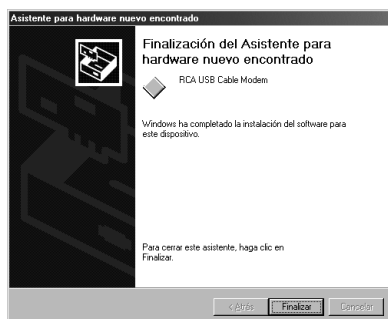 Asistente para hardware nuevo encontrado
Finalización del Asistente para
hardware nuevo encontrado
RCA USB Cable Modem
Windows ha completado la instalación del software para
este dispositivo.
Para cerrar este asistente, haga clic en
Finalizar.
< Atrás
Finalizar
Cancelar